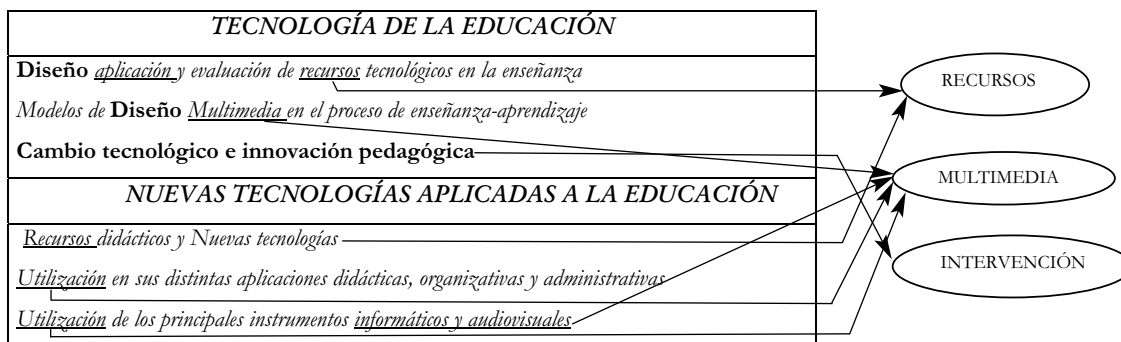 TECNOLOGÍA DE LA EDUCACIÓN
Diseño aplicación y evaluación de recursos tecnológicos en la enseñanza
Modelos de Diseño Multimedia en el proceso de enseñanza-aprendizaje
Cambio tecnológico e innovación pedagógica
NUEVAS TECNOLOGÍAS APLICADAS A LA EDUCACIÓN
Recursos didácticos y Nuevas tecnologías
Utilización en sus distintas aplicaciones didácticas, organizativas y administrativas
Utilización de los principales instrumentos informáticos y audiovisuales
RECURSOS
MULTIMEDIA
INTERVENCIÓN